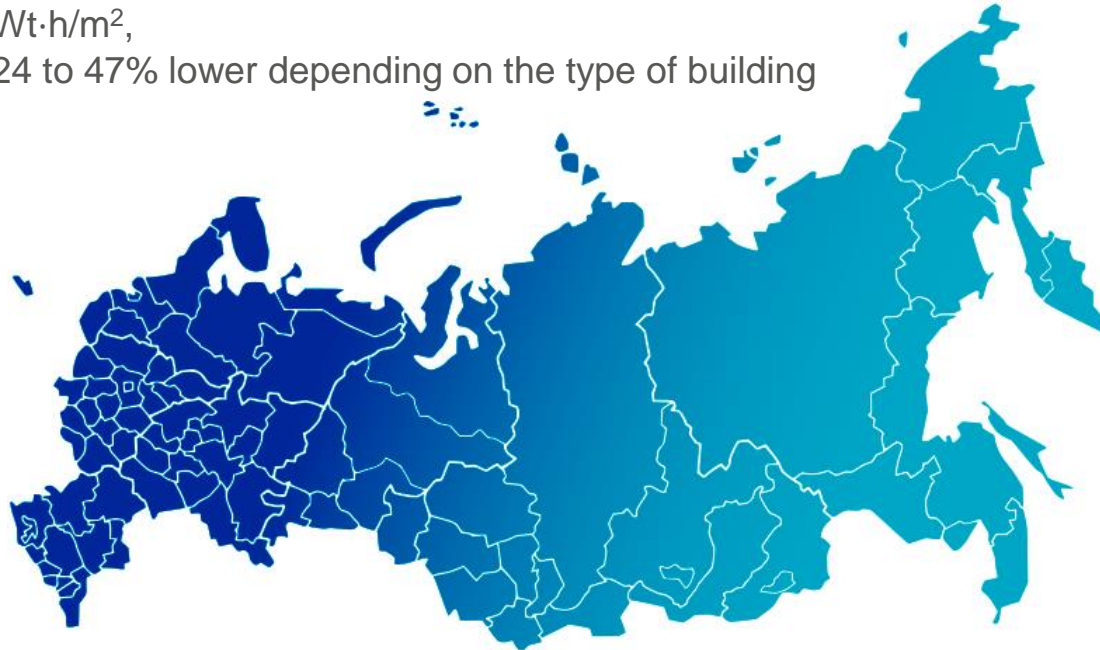 Wt·h/m²,
24 to 47% lower depending on the type of building